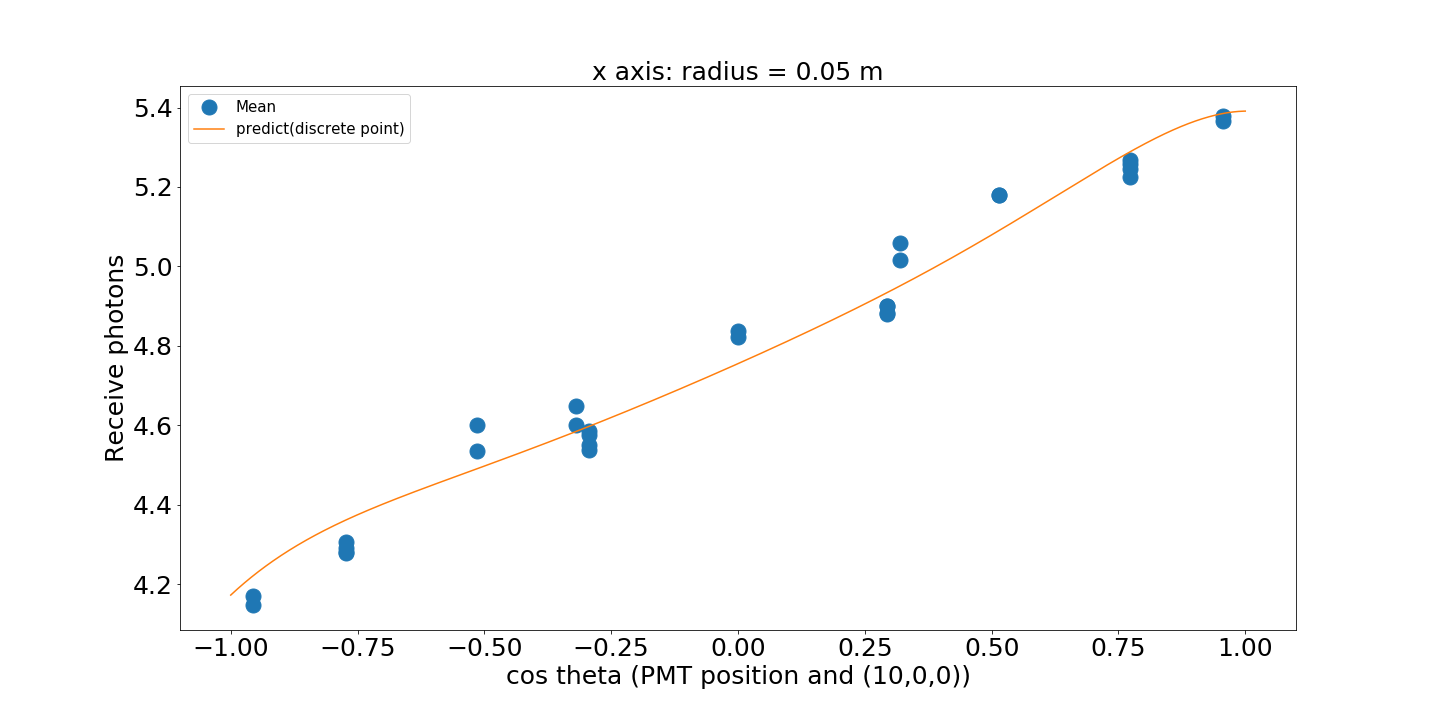 x axis: radius = 0.05 m
Mean
predict(discrete point)
Receive photons
5.4
5.2
5.0
4.8
4.6
4.4
4.2
−1.00 −0.75 −0.50 −0.25 0.00 0.25 0.50 0.75 1.00
cos theta (PMT position and (10,0,0))